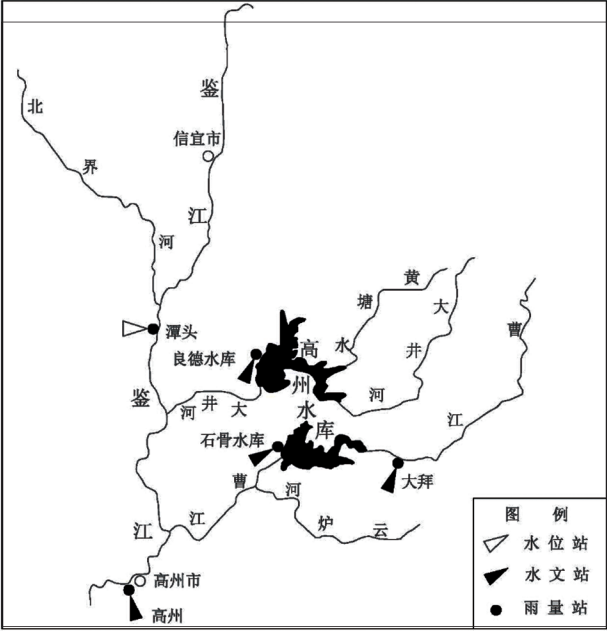 鉴
北
信宜市
界
江
河
黄
塘
大
曹
潭头
高
水
井
良德水库
州
鉴
河井大
水
河
江
石骨水库
库
曹
河
大拜
江
江
炉
云
高州市
高州
图 例
水位站
水文站
雨量站